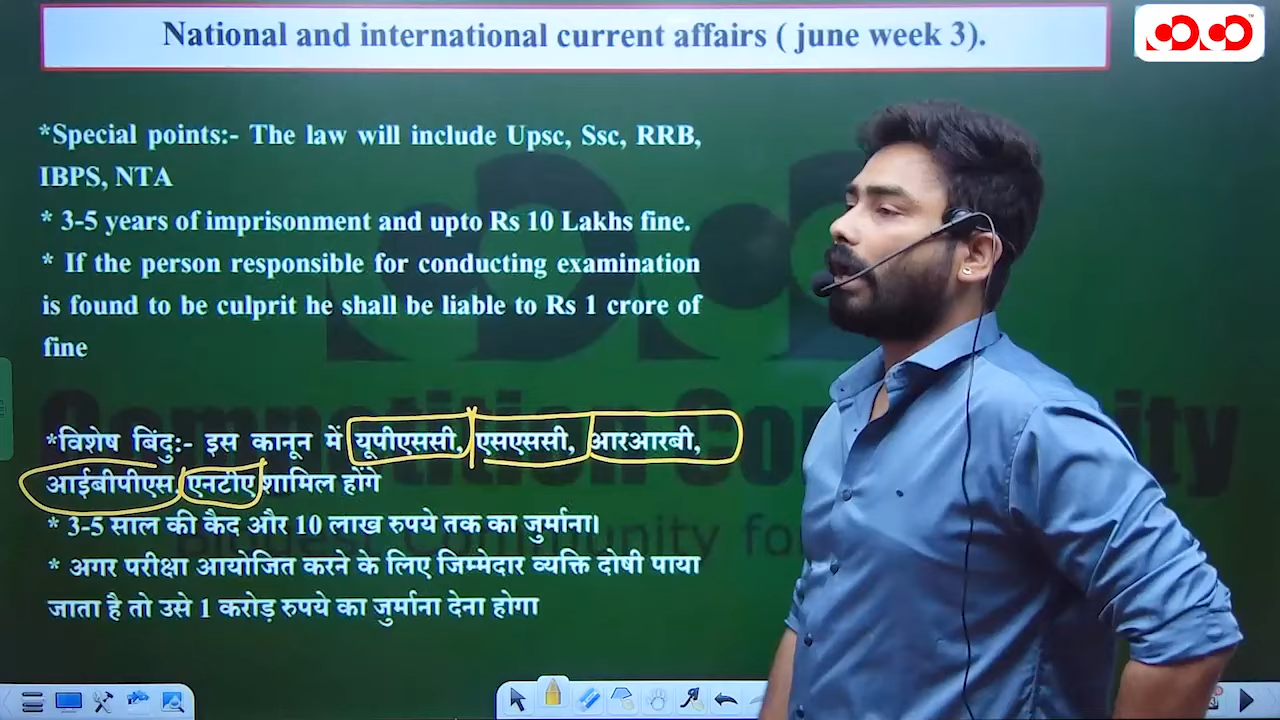 National and international current affairs ( june week 3).
*Special points:- The law will include Upsc, Ssc, RRB,
IBPS, NTA
* 3-5 years of imprisonment and upto Rs 10 Lakhs fine.
* If the person responsible for conducting examination
is found to be culprit he shall be liable to Rs 1 crore of
fine
*विशेष बिंदु:- इस कानून में यूपीएससी, एसएससी, आरआरबी,
आईबीपीएस, एनटीए शामिल होंगे
* 3-5 साल की कैद और 10 लाख रुपये तक का जुर्माना।
* अगर परीक्षा आयोजित करने के लिए जिम्मेदार व्यक्ति दोषी पाया
जाता है तो उसे 1 करोड़ रुपये का जुर्माना देना होगा